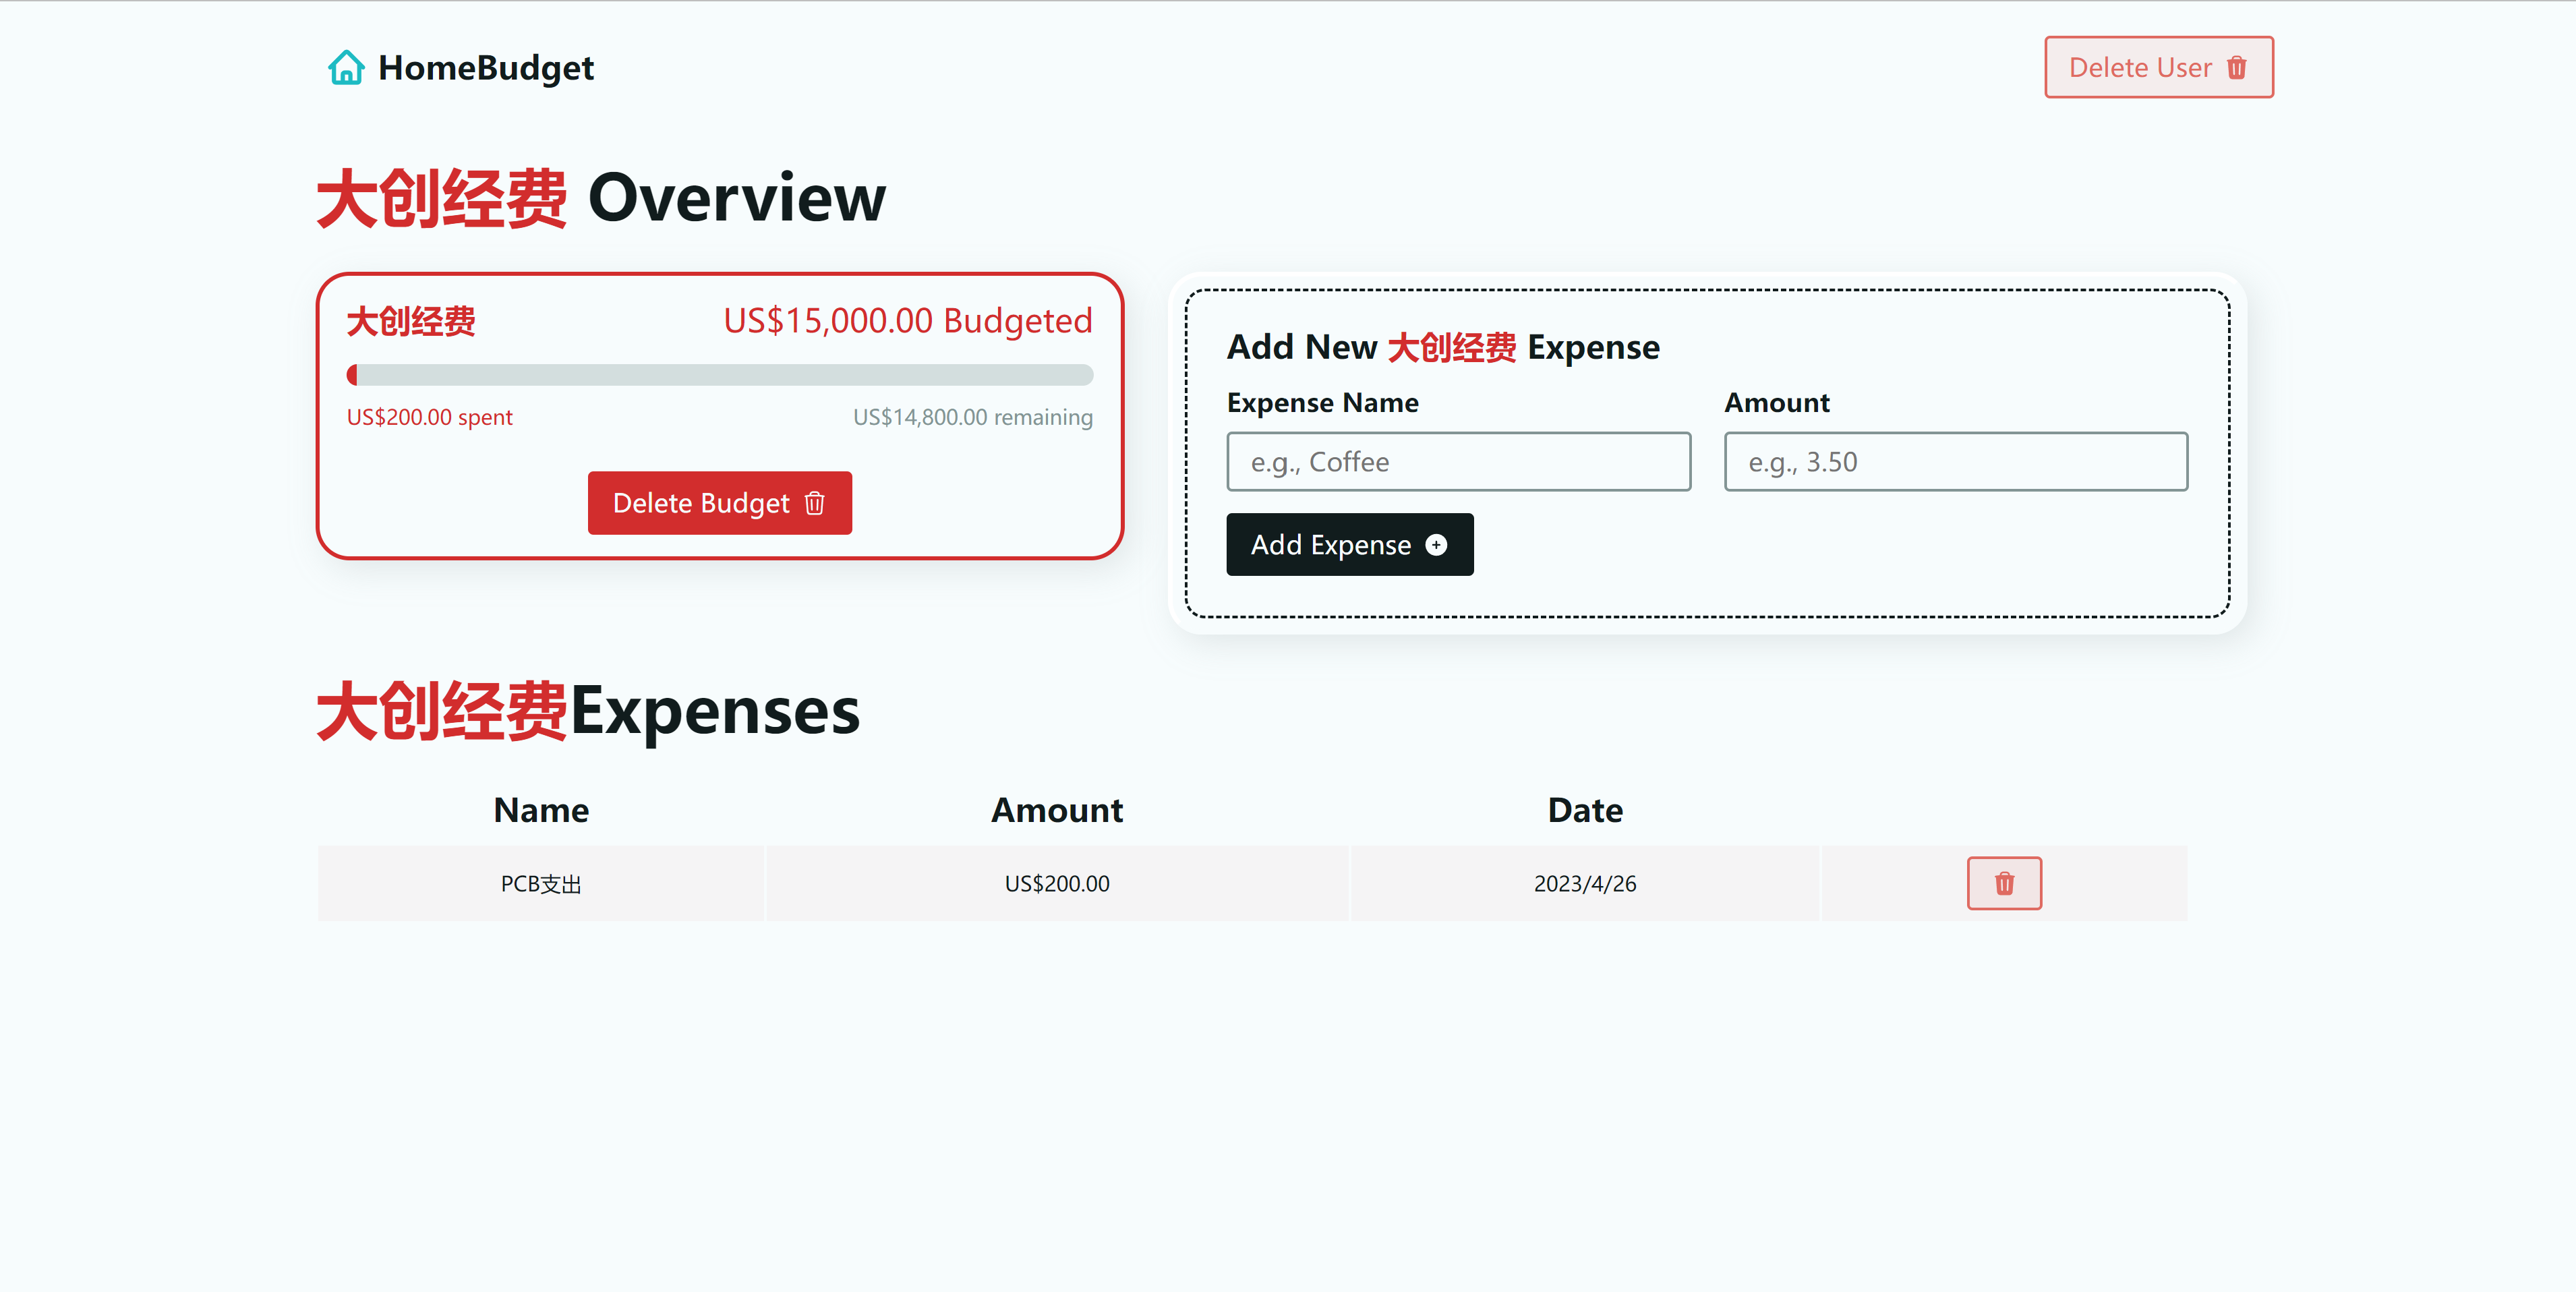 HomeBudget
Delete User
大创经费 Overview
大创经费 US$15,000.00 Budgeted
US$200.00 spent US$14,800.00 remaining
Delete Budget
Add New 大创经费 Expense
Expense Name Amount
e.g., Coffee e.g., 3.50
Add Expense
大创经费Expenses
Name Amount Date
PCB支出 US$200.00 2023/4/26